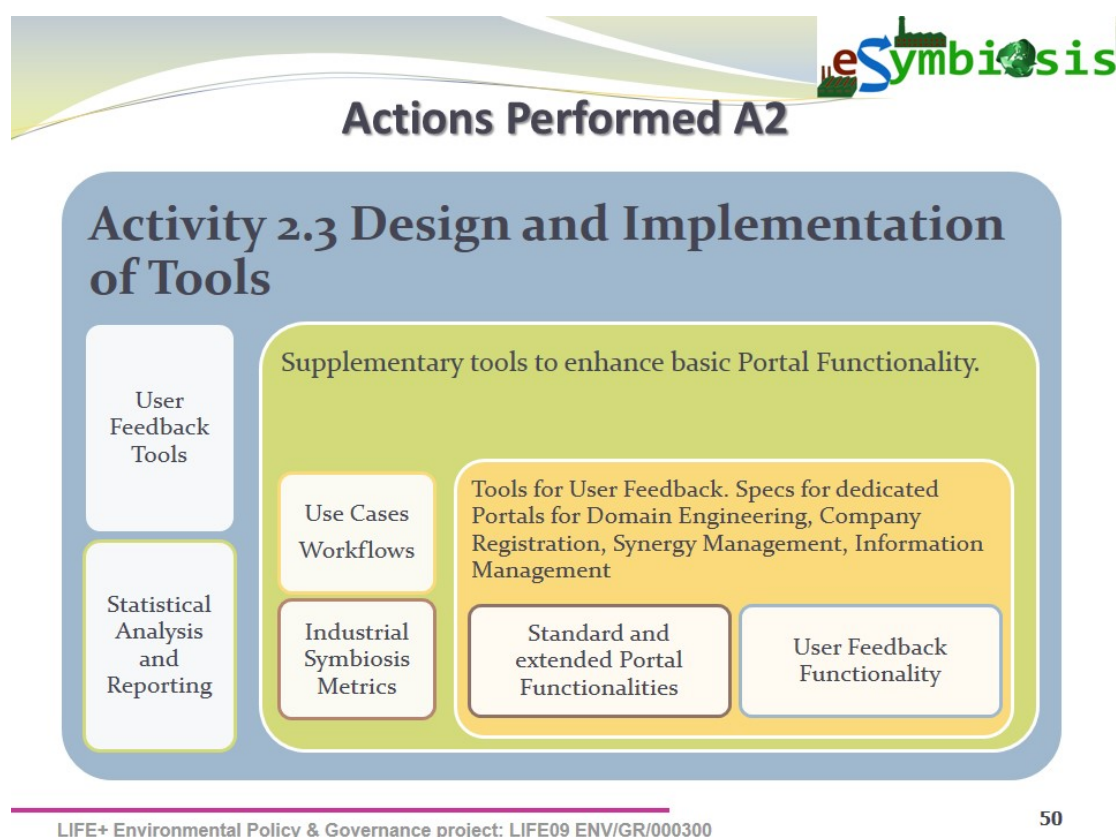 eSymbiosis
Actions Performed A2
Activity 2.3 Design and Implementation
of Tools
User
Feedback
Tools
Statistical
Analysis
and
Reporting
Supplementary tools to enhance basic Portal Functionality.
Use Cases
Workflows
Industrial
Symbiosis
Metrics
Tools for User Feedback. Specs for dedicated
Portals for Domain Engineering, Company
Registration, Synergy Management, Information
Management
Standard and
extended Portal
Functionalities
User Feedback
Functionality
LIFE+ Environmental Policy & Governance project: LIFE09 ENV/GR/000300
50